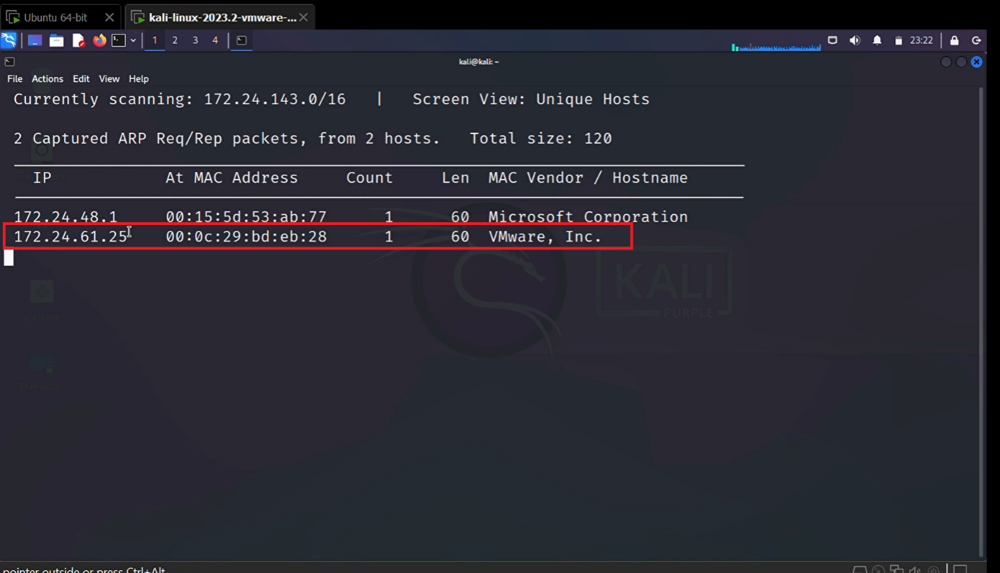 Ubuntu 64-bit
kali-linux-2023.2-vmware-...
1 2 3 4
23:22
kali@kali: ~
File Actions Edit View Help
Currently scanning: 172.24.143.0/16 | Screen View: Unique Hosts
2 Captured ARP Req/Rep packets, from 2 hosts. Total size: 120
IP At MAC Address Count Len MAC Vendor / Hostname
172.24.48.1 00:15:5d:53:ab:77 1 60 Microsoft Corporation
172.24.61.25 00:0c:29:bd:eb:28 1 60 VMware, Inc.
KALI
PURPLE
pointer outside or press Ctrl+Alt